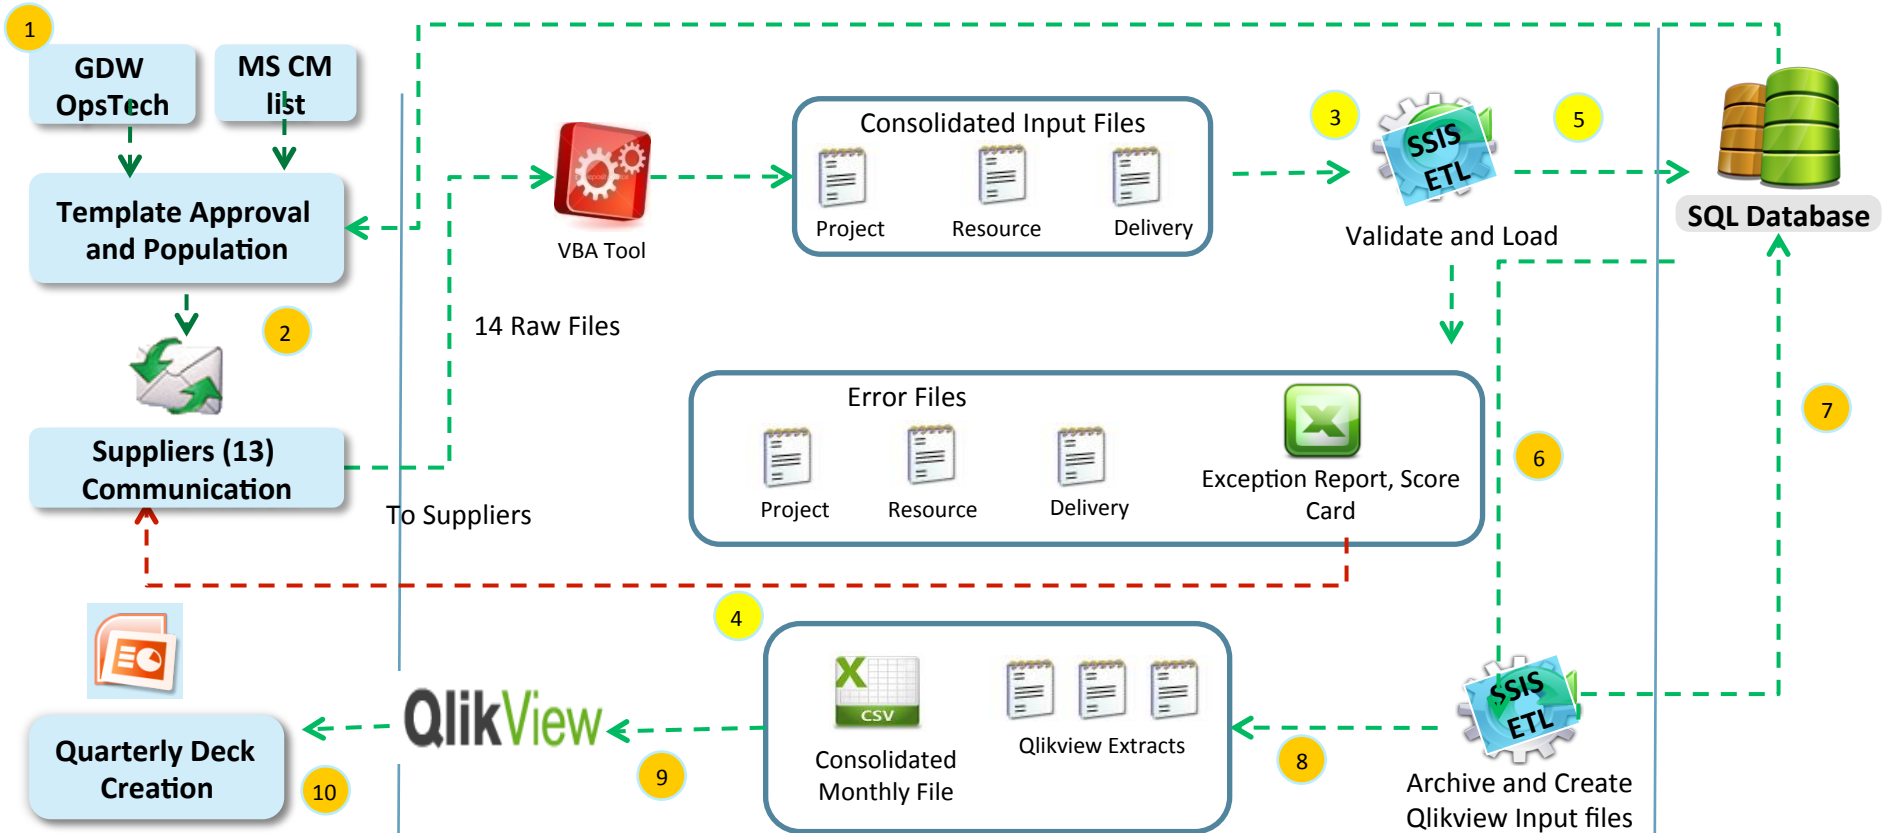 1
GDW
OpsTech
MS CM
list
Template Approval
and Population
2
Suppliers (13)
Communication
To Suppliers
14 Raw Files
VBA Tool
Consolidated Input Files
Project
Resource
Delivery
3
SSIS
ETL
Validate and Load
5
SQL Database
Error Files
Project
Resource
Delivery
Exception Report, Score
Card
4
6
7
SSIS
ETL
Archive and Create
Qlikview Input files
8
X
CSV
Consolidated
Monthly File
Qlikview Extracts
9
QlikView
Quarterly Deck
Creation
10